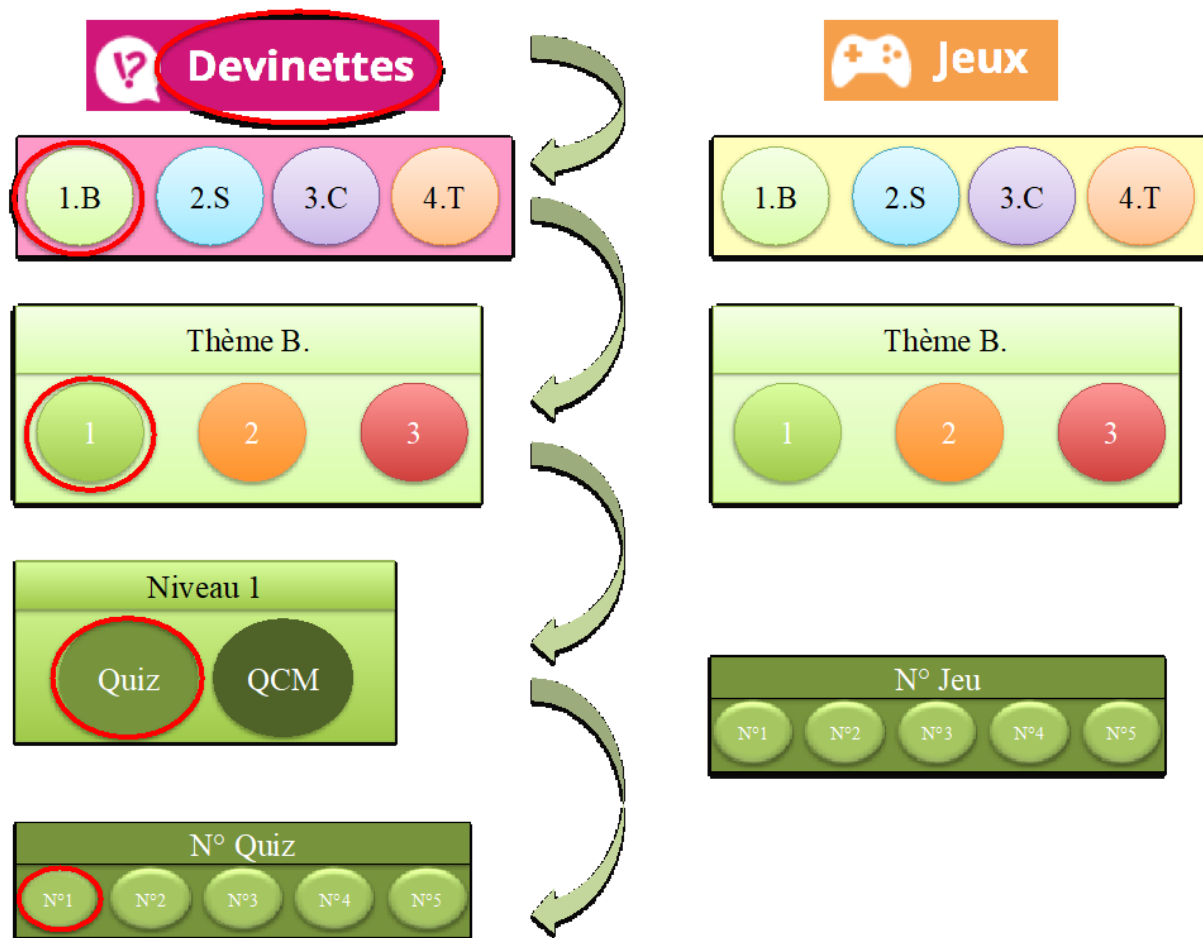 !?
Devinettes
1.B 2.S 3.C 4.T
Thème B.
1 2 3
Niveau 1
Quiz QCM
N° Quiz
N°1 N°2 N°3 N°4 N°5
Jeux
1.B 2.S 3.C 4.T
Thème B.
1 2 3
N° Jeu
N°1 N°2 N°3 N°4 N°5